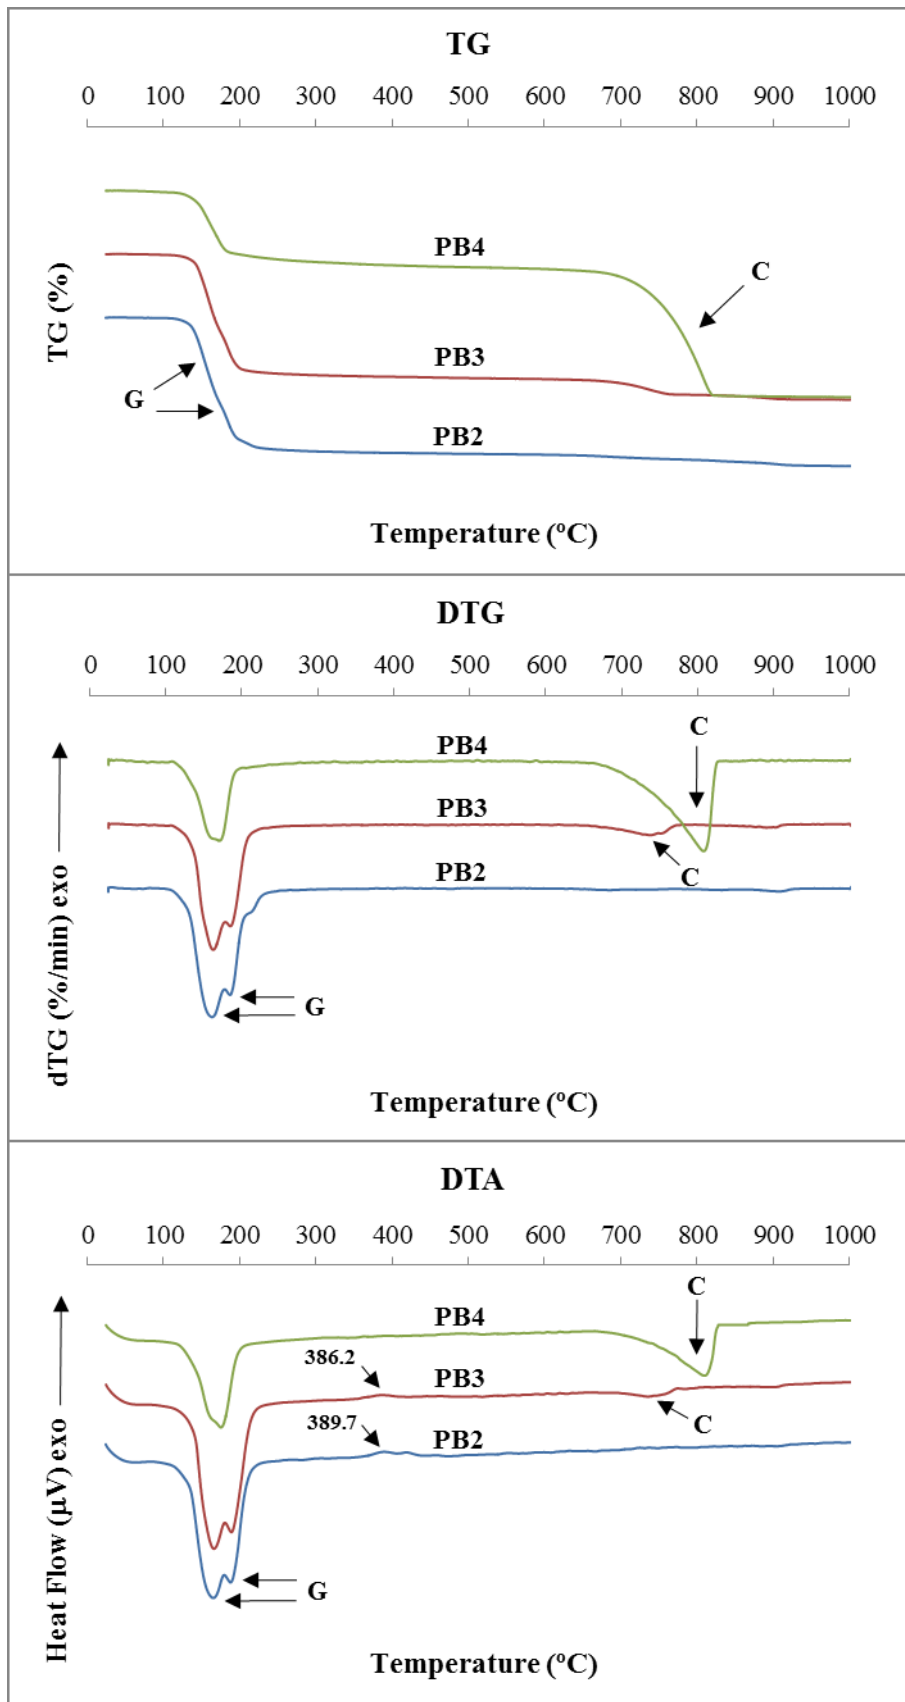 TG
0 100 200 300 400 500 600 700 800 900 1000
PB4
C
TG (%)
PB3
G
PB2
Temperature (ºC)
DTG
0 100 200 300 400 500 600 700 800 900 1000
C
PB4
PB3
C
PB2
dTG (%/min) exo
G
Temperature (ºC)
DTA
0 100 200 300 400 500 600 700 800 900 1000
C
PB4
386.2
PB3
389.7
C
PB2
Heat Flow (µV) exo
G
Temperature (ºC)